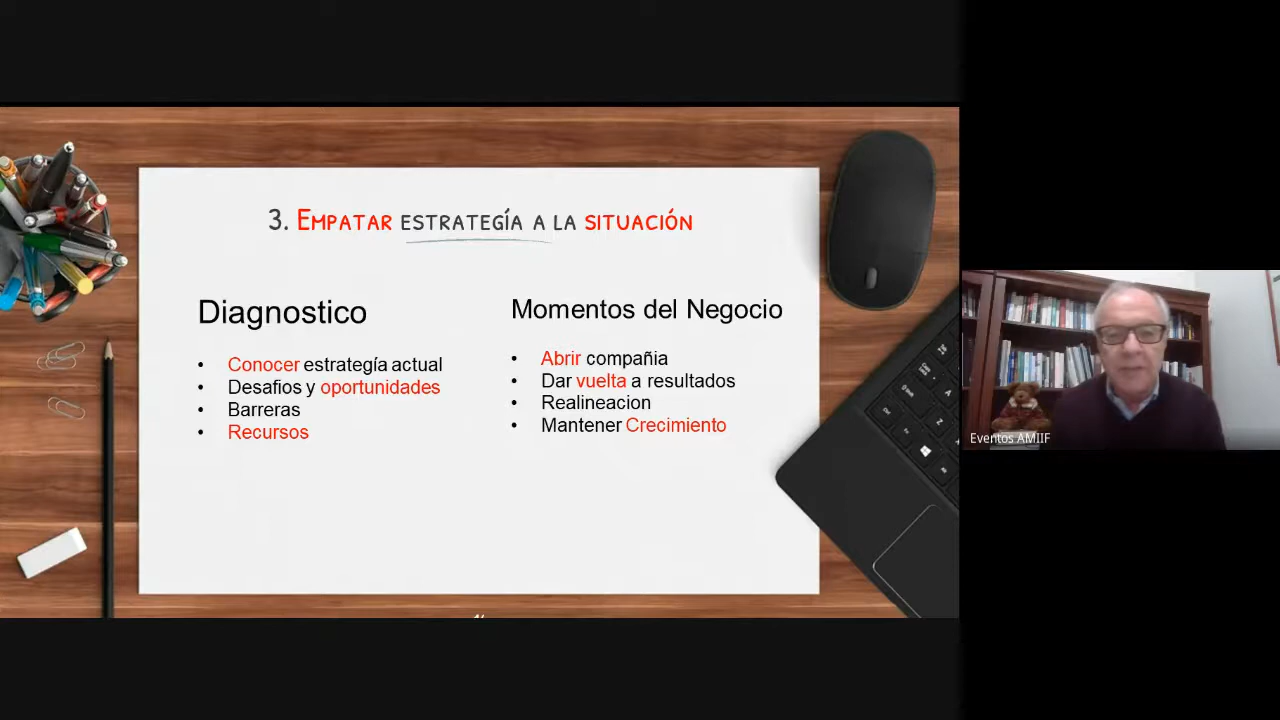 3. Empatar estrategía a la situación
Diagnostico
• Conocer estrategía actual
• Desafios y oportunidades
• Barreras
• Recursos
Momentos del Negocio
• Abrir compañia
• Dar vuelta a resultados
• Realineacion
• Mantener Crecimiento
Eventos AMIIF